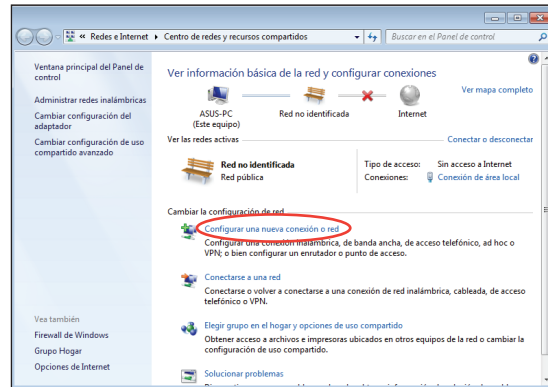 « Redes e Internet ▸ Centro de redes y recursos compartidos
Buscar en el Panel de control
Ventana principal del Panel de
control
Administrar redes inalámbricas
Cambiar configuración del
adaptador
Cambiar configuración de uso
compartido avanzado
Vea también
Firewall de Windows
Grupo Hogar
Opciones de Internet
Ver información básica de la red y configurar conexiones
Ver mapa completo
ASUS-PC
(Este equipo)
Red no identificada
Internet
Ver las redes activas
Conectar o desconectar
Red no identificada
Red pública
Tipo de acceso: Sin acceso a Internet
Conexiones: Conexión de área local
Cambiar la configuración de red
Configurar una nueva conexión o red
Configurar una conexión inalámbrica, de banda ancha, de acceso telefónico, ad hoc o
VPN; o bien configurar un enrutador o punto de acceso.
Conectarse a una red
Conectarse o volver a conectarse a una conexión de red inalámbrica, cableada, de acceso
telefónico o VPN.
Elegir grupo en el hogar y opciones de uso compartido
Obtener acceso a archivos e impresoras ubicados en otros equipos de la red o cambiar la
configuración de uso compartido.
Solucionar problemas